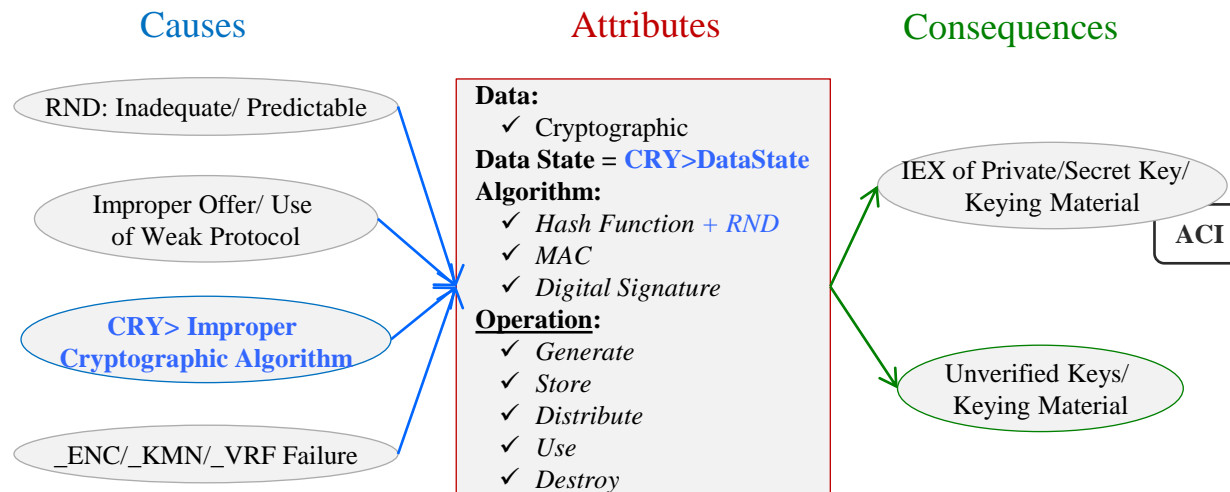 Causes
Attributes
Consequences
RND: Inadequate/ Predictable
Improper Offer/ Use
of Weak Protocol
CRY> Improper
Cryptographic Algorithm
_ENC/_KMN/_VRF Failure
Data:
✓ Cryptographic
Data State = CRY>DataState
Algorithm:
✓ Hash Function + RND
✓ MAC
✓ Digital Signature
Operation:
✓ Generate
✓ Store
✓ Distribute
✓ Use
✓ Destroy
IEX of Private/Secret Key/
Keying Material
ACI
Unverified Keys/
Keying Material